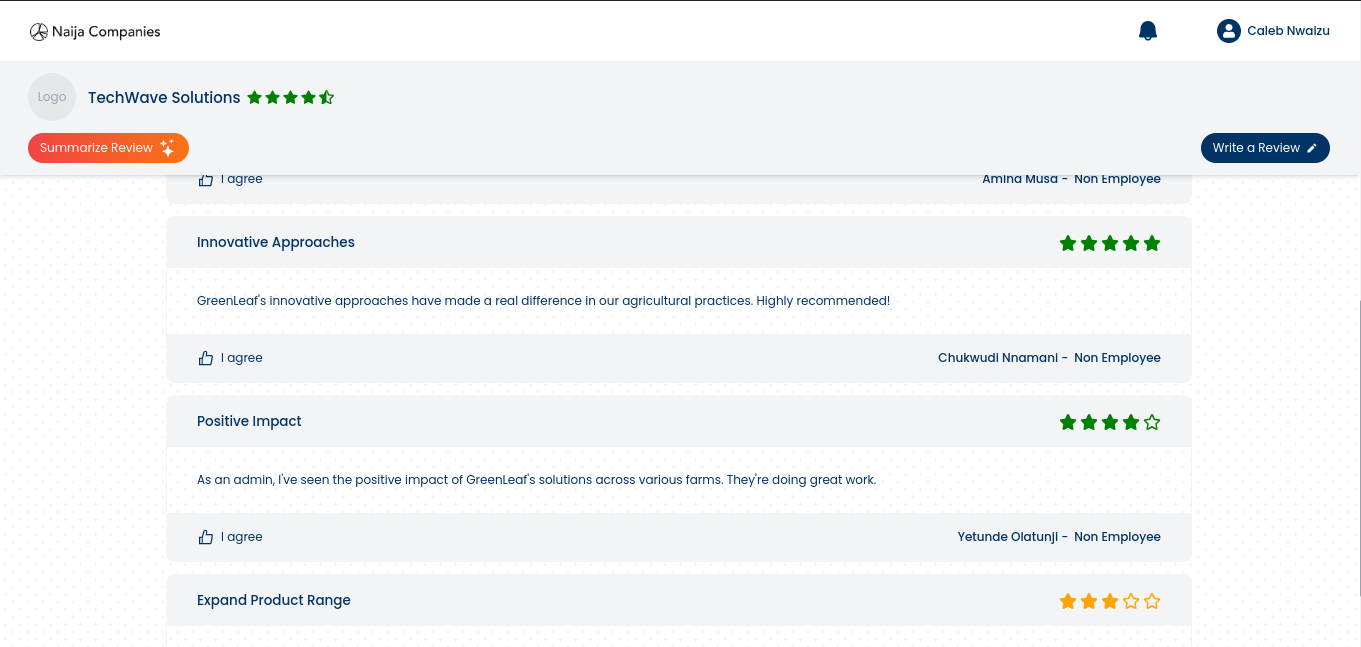 Naija Companies
Caleb Nwaizu
Logo
TechWave Solutions
Summarize Review
Write a Review
I agree
Amina Musa - Non Employee
Innovative Approaches
GreenLeaf's innovative approaches have made a real difference in our agricultural practices. Highly recommended!
I agree
Chukwudi Nnamani - Non Employee
Positive Impact
As an admin, I've seen the positive impact of GreenLeaf's solutions across various farms. They're doing great work.
I agree
Yetunde Olatunji - Non Employee
Expand Product Range